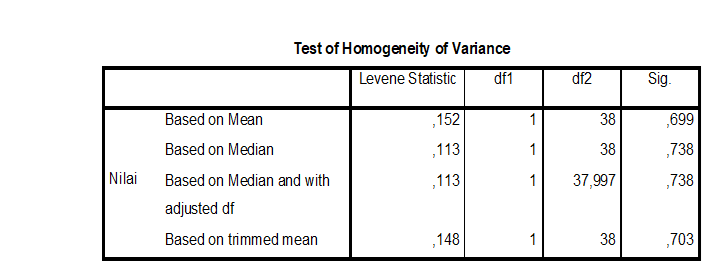 Test of Homogeneity of Variance
Levene Statistic df1 df2 Sig.
Nilai Based on Mean ,152 1 38 ,699
Based on Median ,113 1 38 ,738
Based on Median and with adjusted df ,113 1 37,997 ,738
Based on trimmed mean ,148 1 38 ,703